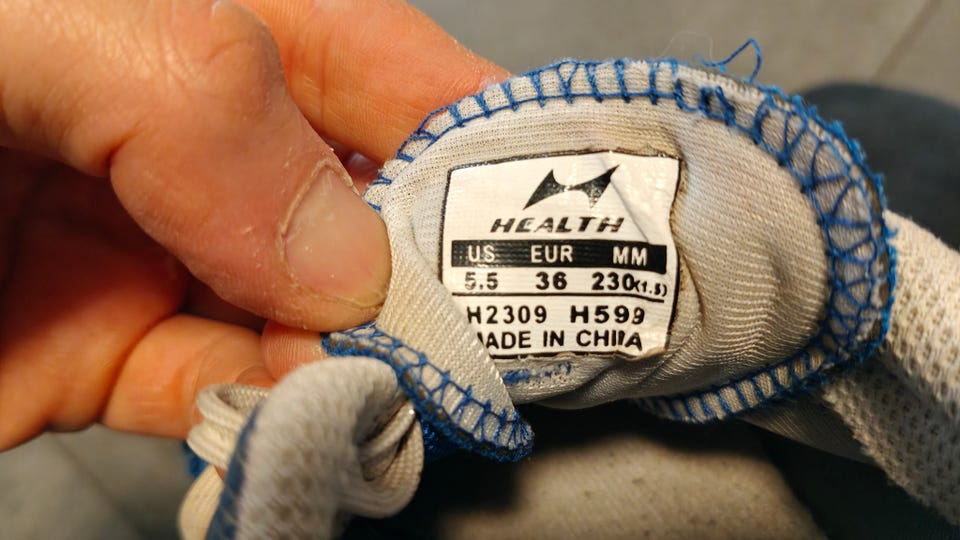 HEALTH
US EUR MM
5.5 36 230(1.5)
H2309 H599
MADE IN CHINA